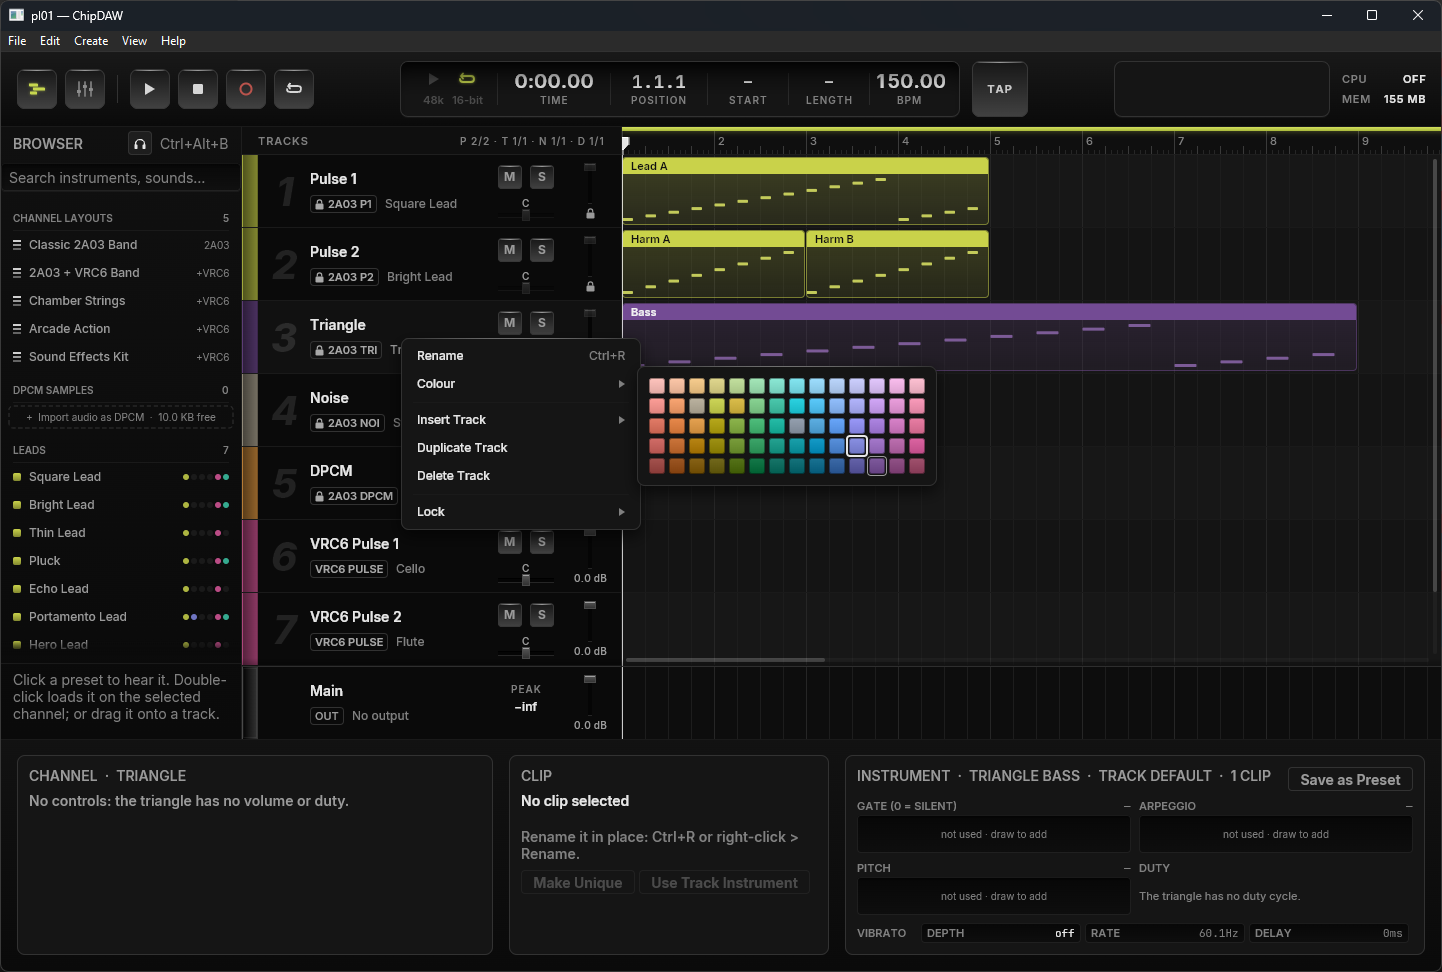 pl01 — ChipDAW
File Edit Create View Help
48k 16-bit
0:00.00 TIME
1.1.1 POSITION
– START
– LENGTH
150.00 BPM
TAP
CPU OFF
MEM 155 MB
BROWSER Ctrl+Alt+B
Search instruments, sounds...
CHANNEL LAYOUTS 5
Classic 2A03 Band 2A03
2A03 + VRC6 Band +VRC6
Chamber Strings +VRC6
Arcade Action +VRC6
Sound Effects Kit +VRC6
DPCM SAMPLES 0
+ Import audio as DPCM · 10.0 KB free
LEADS 7
Square Lead
Bright Lead
Thin Lead
Pluck
Echo Lead
Portamento Lead
Hero Lead
Click a preset to hear it. Double-
click loads it on the selected
channel; or drag it onto a track.
TRACKS P 2/2 · T 1/1 · N 1/1 · D 1/1
1 Pulse 1 M S
2A03 P1 Square Lead C
2 Pulse 2 M S
2A03 P2 Bright Lead C
3 Triangle M S
2A03 TRI Tr
4 Noise
2A03 NOI S
5 DPCM
2A03 DPCM
6 VRC6 Pulse 1 M S
VRC6 PULSE Cello C 0.0 dB
7 VRC6 Pulse 2 M S
VRC6 PULSE Flute C 0.0 dB
Main PEAK
OUT No output –inf 0.0 dB
2 3 4 5 6 7 8 9
Lead A
Harm A Harm B
Bass
Rename Ctrl+R
Colour
Insert Track
Duplicate Track
Delete Track
Lock
CHANNEL · TRIANGLE
No controls: the triangle has no volume or duty.
CLIP
No clip selected
Rename it in place: Ctrl+R or right-click >
Rename.
Make Unique Use Track Instrument
INSTRUMENT · TRIANGLE BASS · TRACK DEFAULT · 1 CLIP Save as Preset
GATE (0 = SILENT) – ARPEGGIO –
not used · draw to add not used · draw to add
PITCH – DUTY
not used · draw to add The triangle has no duty cycle.
VIBRATO DEPTH off RATE 60.1Hz DELAY 0ms